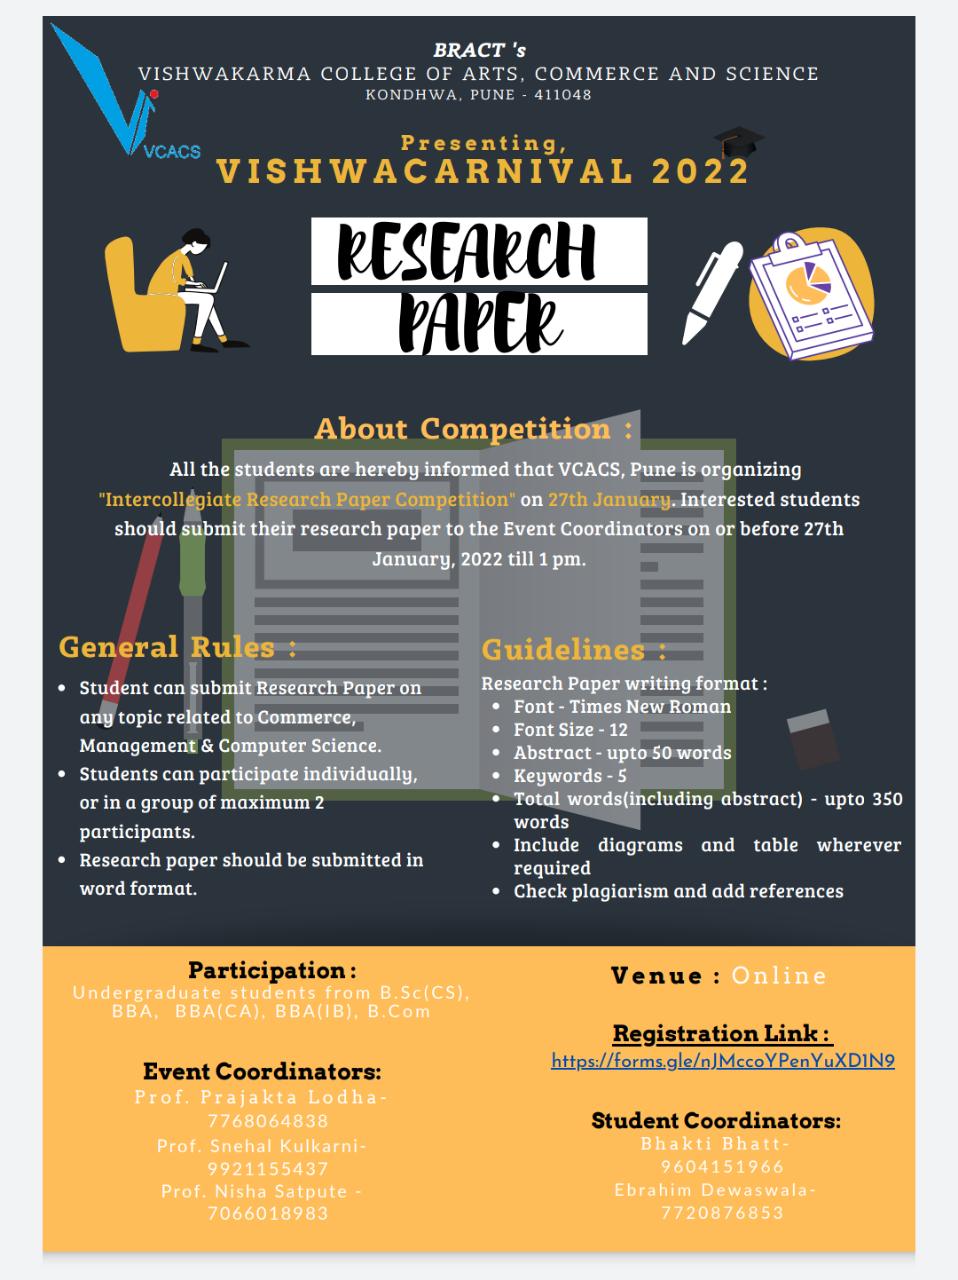 BRACT 's
VISHWAKARMA COLLEGE OF ARTS, COMMERCE AND SCIENCE
KONDHWA, PUNE - 411048
VCACS
Presenting,
VISHWACARNIVAL 2022
RESEARCH
PAPER
About Competition :
All the students are hereby informed that VCACS, Pune is organizing
"Intercollegiate Research Paper Competition" on 27th January. Interested students
should submit their research paper to the Event Coordinators on or before 27th
January, 2022 till 1 pm.
General Rules :
• Student can submit Research Paper on
any topic related to Commerce,
Management & Computer Science.
• Students can participate individually,
or in a group of maximum 2
participants.
• Research paper should be submitted in
word format.
Guidelines :
Research Paper writing format :
• Font - Times New Roman
• Font Size - 12
• Abstract - upto 50 words
• Keywords - 5
• Total words(including abstract) - upto 350
words
• Include diagrams and table wherever
required
• Check plagiarism and add references
Participation :
Undergraduate students from B.Sc(CS),
BBA, BBA(CA), BBA(IB), B.Com
Event Coordinators:
Prof. Prajakta Lodha-
7768064838
Prof. Snehal Kulkarni-
9921155437
Prof. Nisha Satpute -
7066018983
Venue : Online
Registration Link :
https://forms.gle/nJMccoYPenYuXD1N9
Student Coordinators:
Bhakti Bhatt-
9604151966
Ebrahim Dewaswala-
7720876853